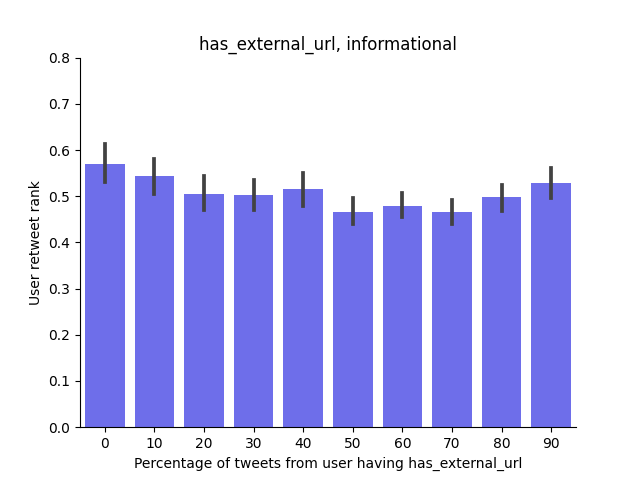 has_external_url, informational
0.8
0.7
0.6
0.5
0.4
0.3
0.2
0.1
0.0
User retweet rank
0 10 20 30 40 50 60 70 80 90
Percentage of tweets from user having has_external_url